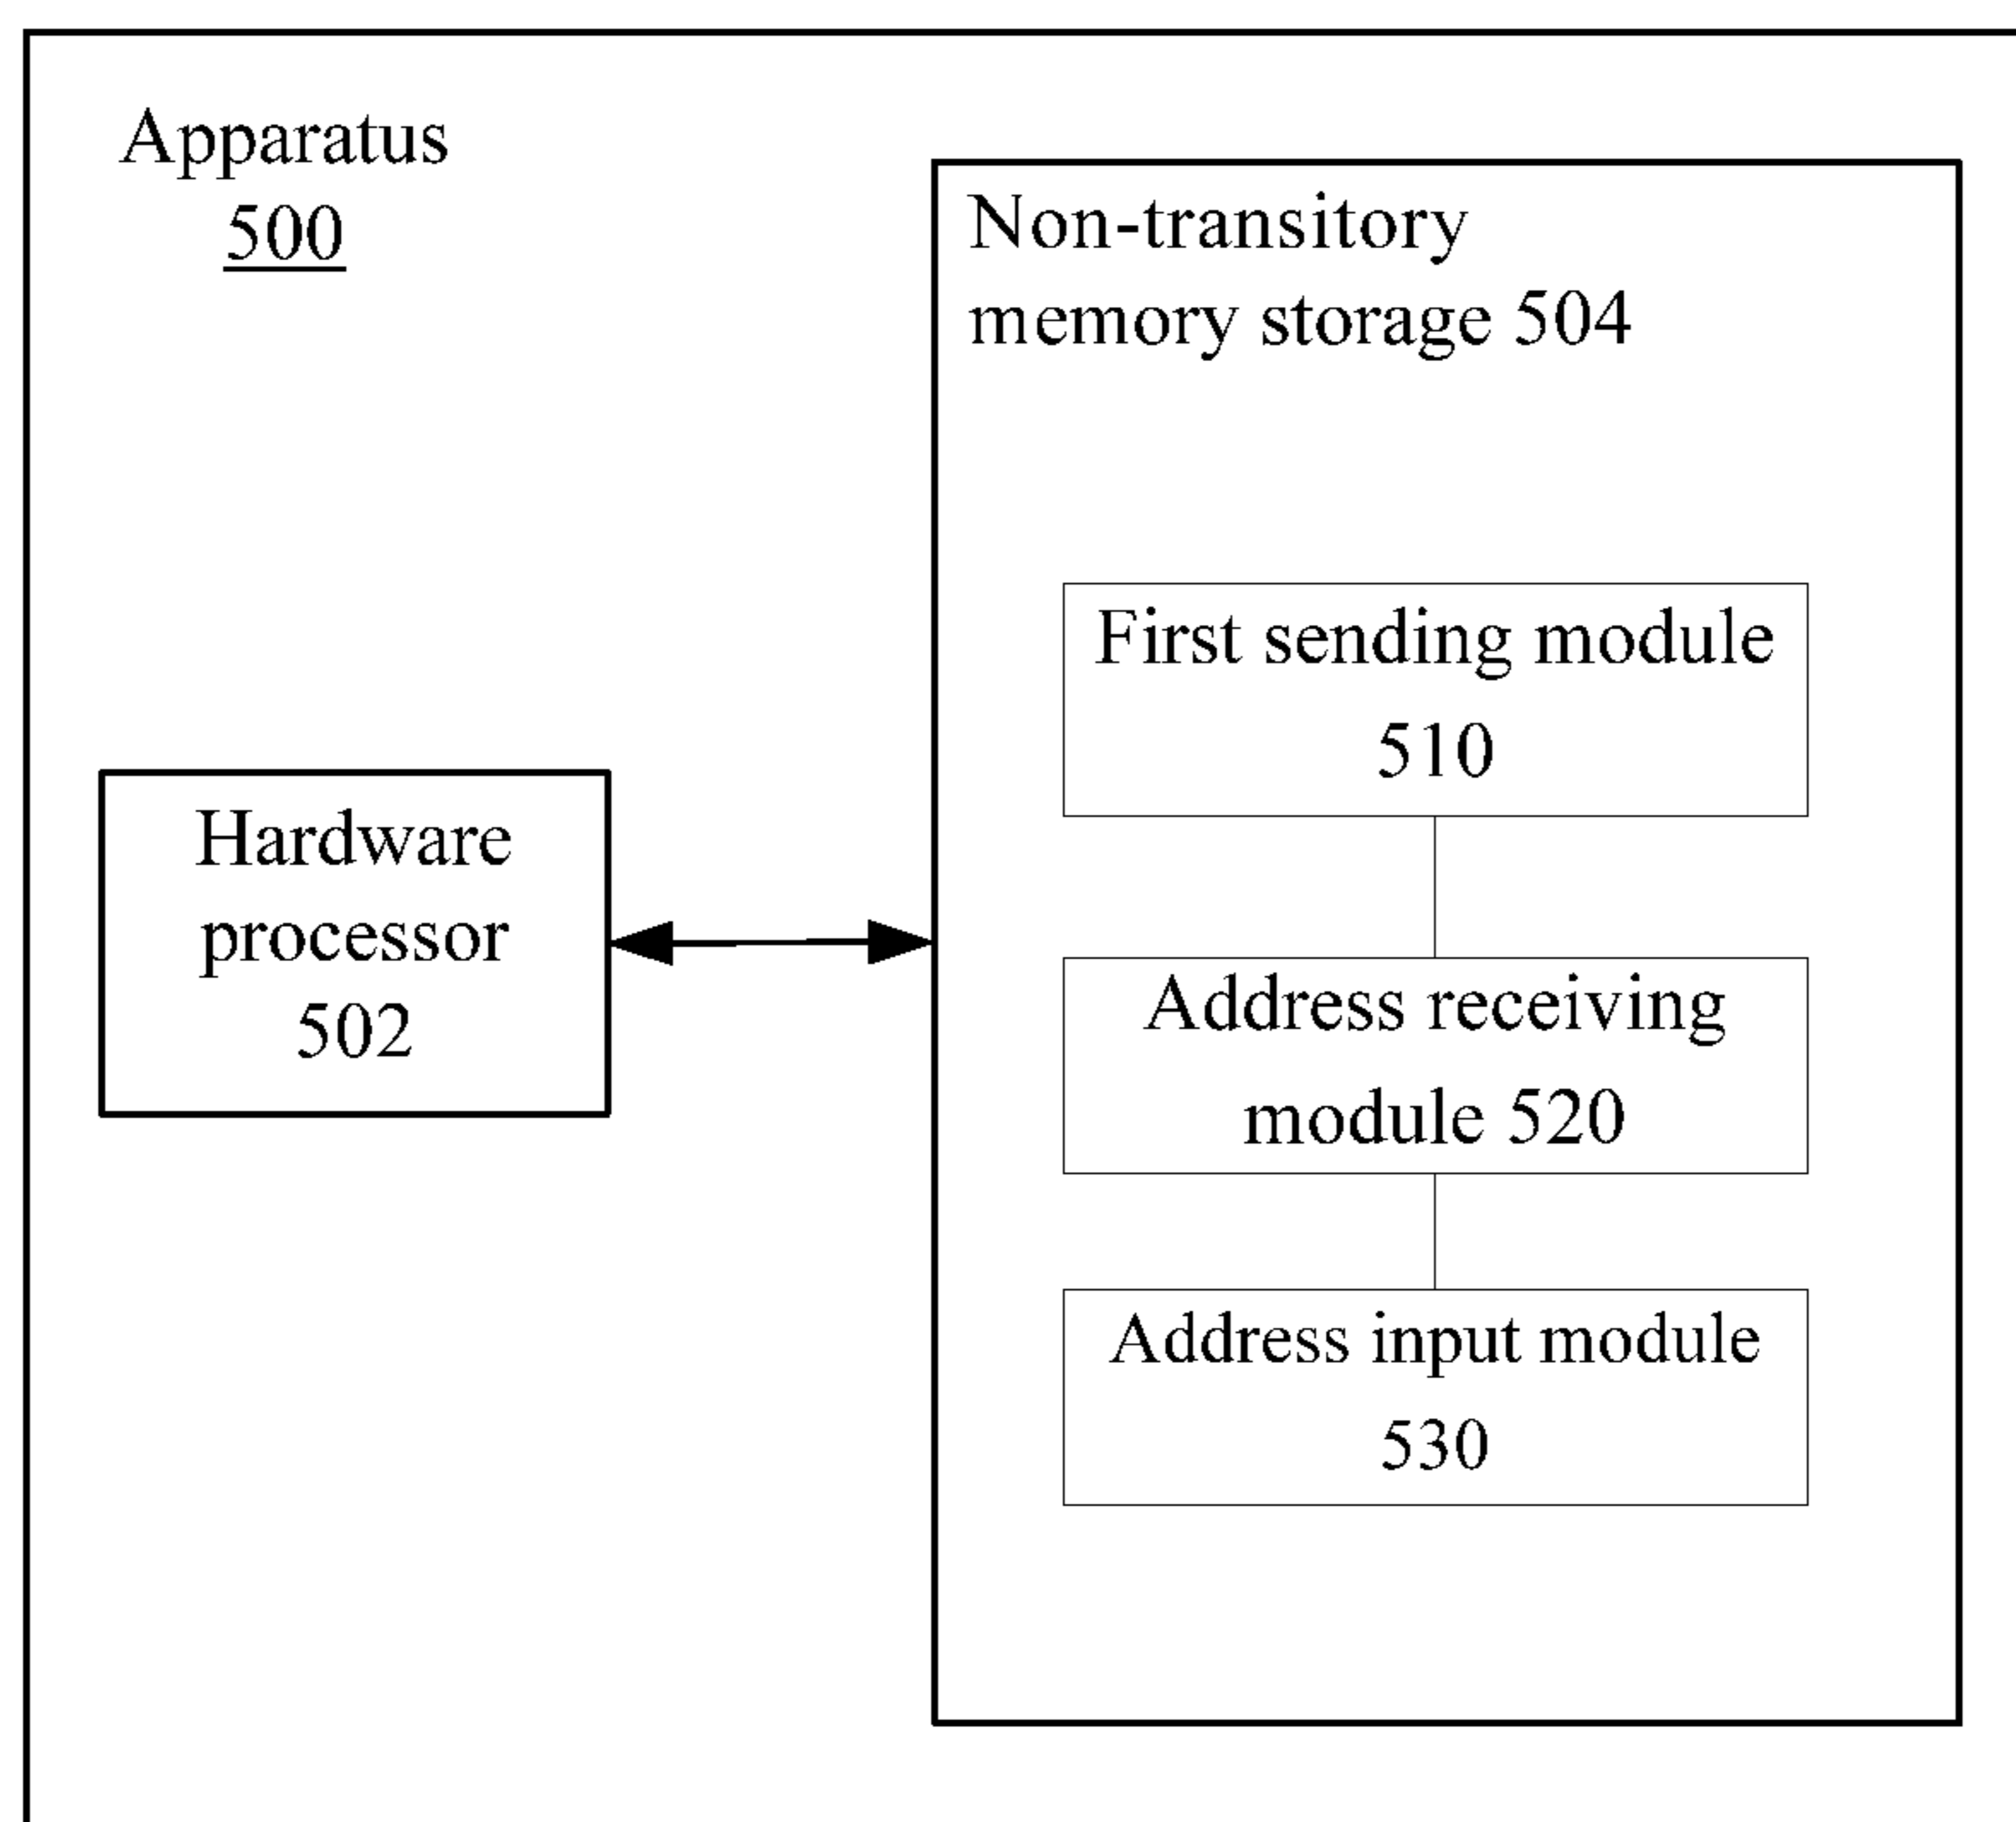 Apparatus
500
Non-transitory
memory storage 504
First sending module
510
Hardware
processor
502
Address receiving
module 520
Address input module
530